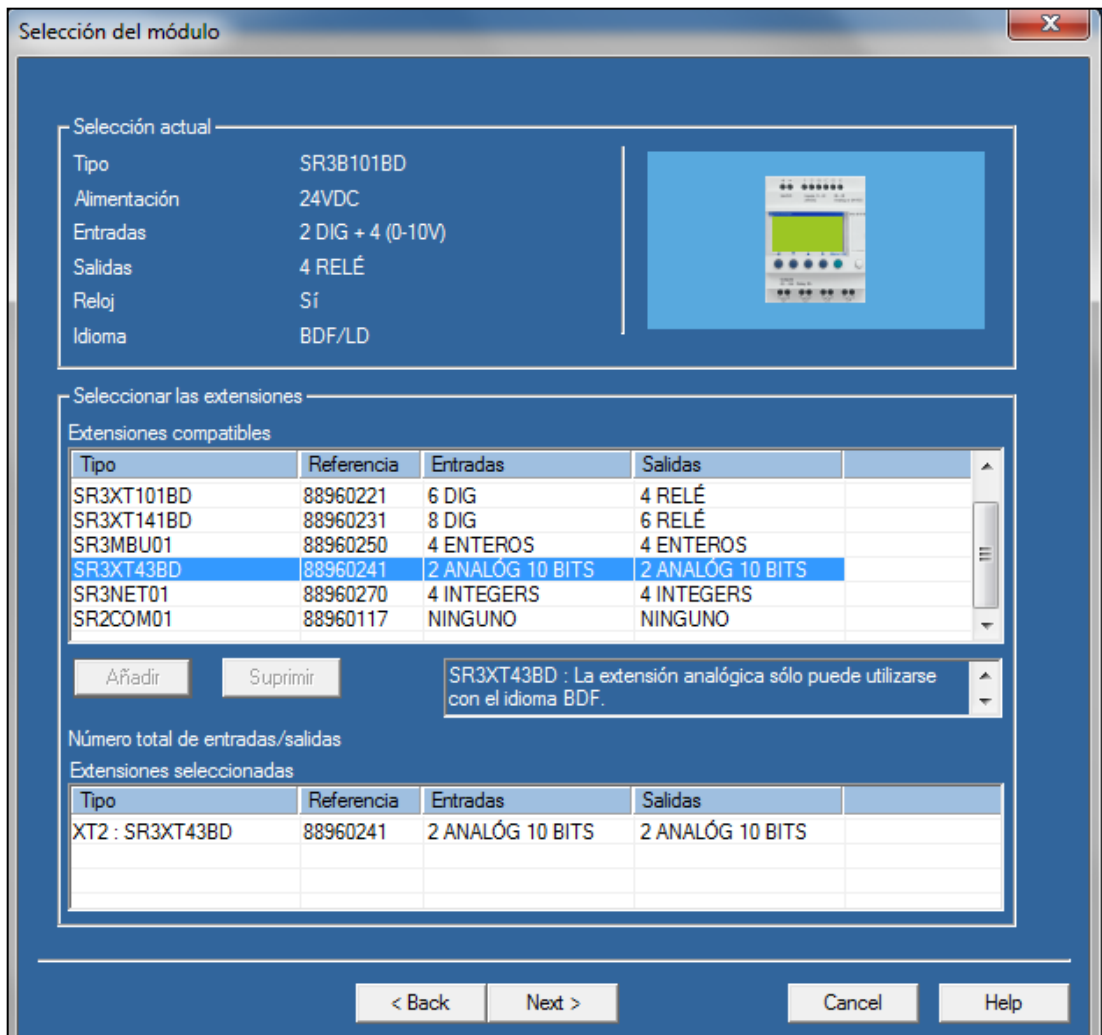 Selección del módulo
Selección actual
Tipo SR3B101BD
Alimentación 24VDC
Entradas 2 DIG + 4 (0-10V)
Salidas 4 RELÉ
Reloj Sí
Idioma BDF/LD
Seleccionar las extensiones
Extensiones compatibles
Tipo Referencia Entradas Salidas
SR3XT101BD 88960221 6 DIG 4 RELÉ
SR3XT141BD 88960231 8 DIG 6 RELÉ
SR3MBU01 88960250 4 ENTEROS 4 ENTEROS
SR3XT43BD 88960241 2 ANALÓG 10 BITS 2 ANALÓG 10 BITS
SR3NET01 88960270 4 INTEGERS 4 INTEGERS
SR2COM01 88960117 NINGUNO NINGUNO
Añadir Suprimir
SR3XT43BD : La extensión analógica sólo puede utilizarse
con el idioma BDF.
Número total de entradas/salidas
Extensiones seleccionadas
Tipo Referencia Entradas Salidas
XT2 : SR3XT43BD 88960241 2 ANALÓG 10 BITS 2 ANALÓG 10 BITS
< Back Next > Cancel Help